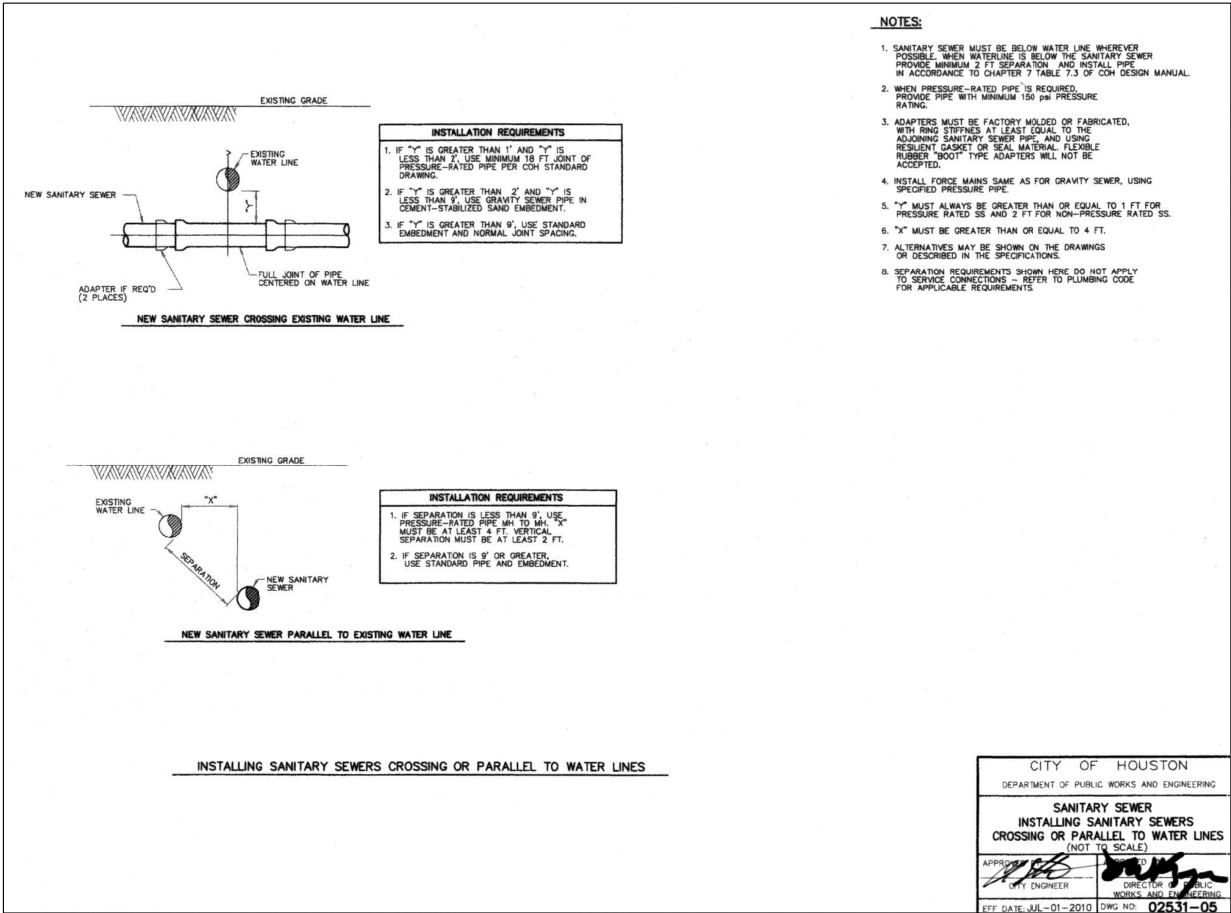 EXISTING GRADE
EXISTING
WATER LINE
NEW SANITARY SEWER
Y
FULL JOINT OF PIPE
CENTERED ON WATER LINE
ADAPTER IF REQ'D
(2 PLACES)
NEW SANITARY SEWER CROSSING EXISTING WATER LINE
INSTALLATION REQUIREMENTS
1. IF "Y" IS GREATER THAN 1' AND "Y" IS
LESS THAN 2', USE MINIMUM 18 FT JOINT OF
PRESSURE-RATED PIPE PER COH STANDARD
DRAWING.
2. IF "Y" IS GREATER THAN 2' AND "Y" IS
LESS THAN 9', USE GRAVITY SEWER PIPE IN
CEMENT-STABILIZED SAND EMBEDMENT.
3. IF "Y" IS GREATER THAN 9', USE STANDARD
EMBEDMENT AND NORMAL JOINT SPACING.
EXISTING GRADE
EXISTING
WATER LINE
"X"
SEPARATION
NEW SANITARY
SEWER
NEW SANITARY SEWER PARALLEL TO EXISTING WATER LINE
INSTALLATION REQUIREMENTS
1. IF SEPARATION IS LESS THAN 9', USE
PRESSURE-RATED PIPE MH TO MH. "X"
MUST BE AT LEAST 4 FT. VERTICAL
SEPARATION MUST BE AT LEAST 2 FT.
2. IF SEPARATION IS 9' OR GREATER,
USE STANDARD PIPE AND EMBEDMENT.
INSTALLING SANITARY SEWERS CROSSING OR PARALLEL TO WATER LINES
NOTES:
1. SANITARY SEWER MUST BE BELOW WATER LINE WHEREVER
POSSIBLE. WHEN WATERLINE IS BELOW THE SANITARY SEWER
PROVIDE MINIMUM 2 FT SEPARATION AND INSTALL PIPE
IN ACCORDANCE TO CHAPTER 7 TABLE 7.3 OF COH DESIGN MANUAL.
2. WHEN PRESSURE-RATED PIPE IS REQUIRED,
PROVIDE PIPE WITH MINIMUM 150 psi PRESSURE
RATING.
3. ADAPTERS MUST BE FACTORY MOLDED OR FABRICATED,
WITH RING STIFFNES AT LEAST EQUAL TO THE
ADJOINING SANITARY SEWER PIPE, AND USING
RESILIENT GASKET OR SEAL MATERIAL. FLEXIBLE
RUBBER "BOOT" TYPE ADAPTERS WILL NOT BE
ACCEPTED.
4. INSTALL FORCE MAINS SAME AS FOR GRAVITY SEWER, USING
SPECIFIED PRESSURE PIPE.
5. "Y" MUST ALWAYS BE GREATER THAN OR EQUAL TO 1 FT FOR
PRESSURE RATED SS AND 2 FT FOR NON-PRESSURE RATED SS.
6. "X" MUST BE GREATER THAN OR EQUAL TO 4 FT.
7. ALTERNATIVES MAY BE SHOWN ON THE DRAWINGS
OR DESCRIBED IN THE SPECIFICATIONS.
8. SEPARATION REQUIREMENTS SHOWN HERE DO NOT APPLY
TO SERVICE CONNECTIONS - REFER TO PLUMBING CODE
FOR APPLICABLE REQUIREMENTS
CITY OF HOUSTON
DEPARTMENT OF PUBLIC WORKS AND ENGINEERING
SANITARY SEWER
INSTALLING SANITARY SEWERS
CROSSING OR PARALLEL TO WATER LINES
(NOT TO SCALE)
CITY ENGINEER
DIRECTOR OF PUBLIC
WORKS AND ENGINEERING
EFF DATE: JUL-01-2010 DWG NO: 02531-05